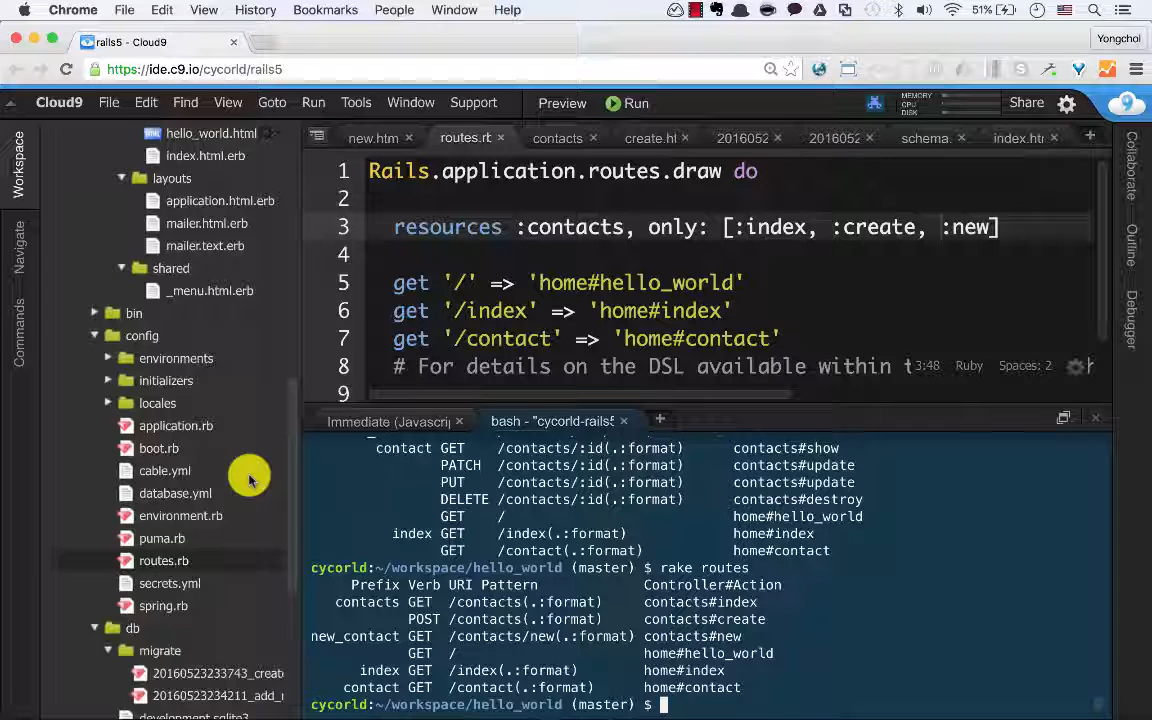 Chrome File Edit View History Bookmarks People Window Help 51%
rails5 - Cloud9
Yongchol
https://ide.c9.io/cycorld/rails5
Cloud9 File Edit Find View Goto Run Tools Window Support Preview Run MEMORY CPU DISK Share
Workspace
Navigate
Commands
hello_world.html
index.html.erb
layouts
application.html.erb
mailer.html.erb
mailer.text.erb
shared
_menu.html.erb
bin
config
environments
initializers
locales
application.rb
boot.rb
cable.yml
database.yml
environment.rb
puma.rb
routes.rb
secrets.yml
spring.rb
db
migrate
20160523233743_creat
20160523234211_add_
development.sqlite3
new.htm routes.rt contacts create.hl 2016052 2016052 schema. index.ht
1 Rails.application.routes.draw do
2
3 resources :contacts, only: [:index, :create, :new]
4
5 get '/' => 'home#hello_world'
6 get '/index' => 'home#index'
7 get '/contact' => 'home#contact'
8 # For details on the DSL available within t
9
3:48 Ruby Spaces: 2
Immediate (Javascrip bash - "cycorld-rails5
contact GET /contacts/:id(.:format) contacts#show
PATCH /contacts/:id(.:format) contacts#update
PUT /contacts/:id(.:format) contacts#update
DELETE /contacts/:id(.:format) contacts#destroy
GET / home#hello_world
index GET /index(.:format) home#index
GET /contact(.:format) home#contact
cycorld:~/workspace/hello_world (master) $ rake routes
Prefix Verb URI Pattern Controller#Action
contacts GET /contacts(.:format) contacts#index
POST /contacts(.:format) contacts#create
new_contact GET /contacts/new(.:format) contacts#new
GET / home#hello_world
index GET /index(.:format) home#index
contact GET /contact(.:format) home#contact
cycorld:~/workspace/hello_world (master) $
Collaborate
Outline
Debugger